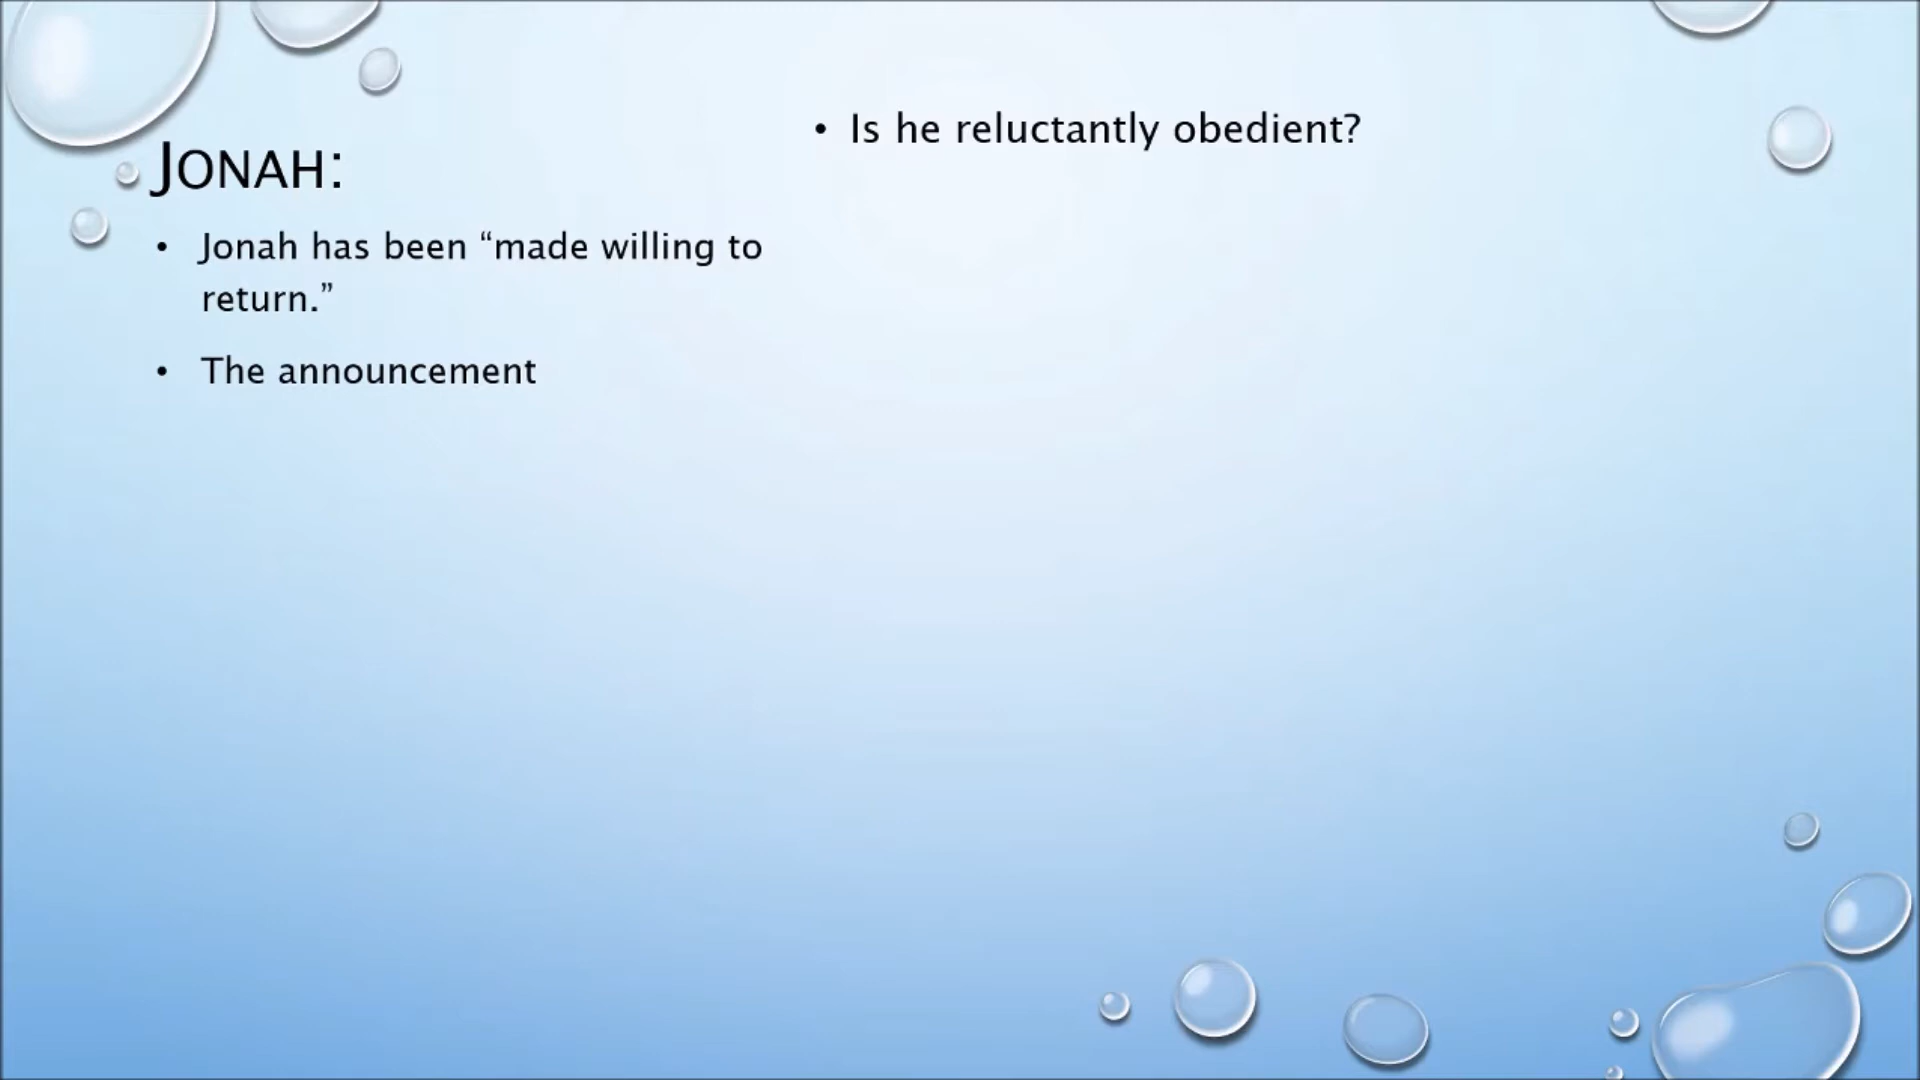 JONAH:
• Jonah has been “made willing to
return.”
• The announcement
• Is he reluctantly obedient?